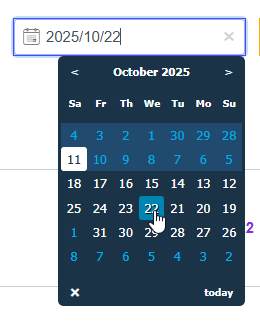 2025/10/22
< October 2025 >
Sa Fr Th We Tu Mo Su
4 3 2 1 30 29 28
11 10 9 8 7 6 5
18 17 16 15 14 13 12
25 24 23 22 21 20 19
1 31 30 29 28 27 26
8 7 6 5 4 3 2
today
2